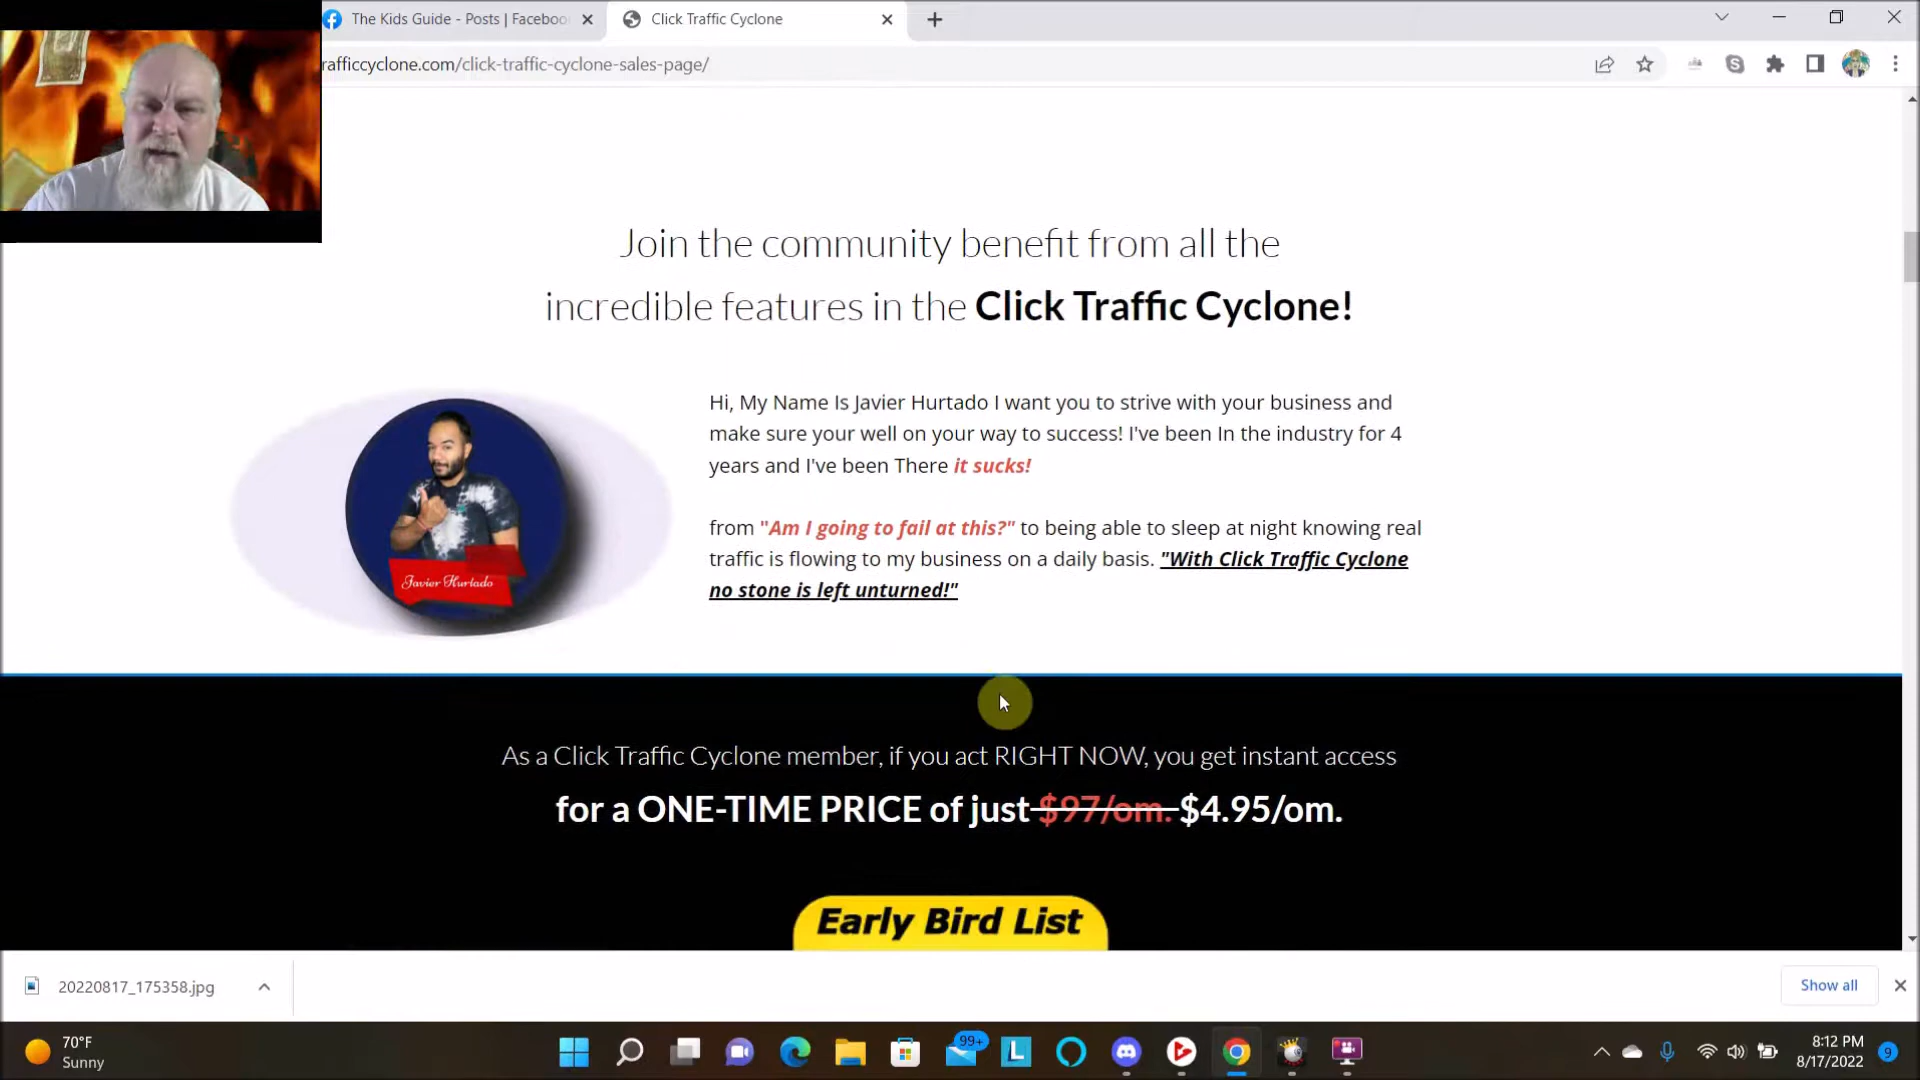 The Kids Guide - Posts | Faceboo
Click Traffic Cyclone
rafficcyclone.com/click-traffic-cyclone-sales-page/
Join the community benefit from all the
incredible features in the Click Traffic Cyclone!
Hi, My Name Is Javier Hurtado I want you to strive with your business and
make sure your well on your way to success! I've been In the industry for 4
years and I've been There it sucks!
from "Am I going to fail at this?" to being able to sleep at night knowing real
traffic is flowing to my business on a daily basis. "With Click Traffic Cyclone
no stone is left unturned!"
Javier Hurtado
As a Click Traffic Cyclone member, if you act RIGHT NOW, you get instant access
for a ONE-TIME PRICE of just $97/om. $4.95/om.
Early Bird List
20220817_175358.jpg
Show all
70°F
Sunny
99+
L
8:12 PM
8/17/2022
9